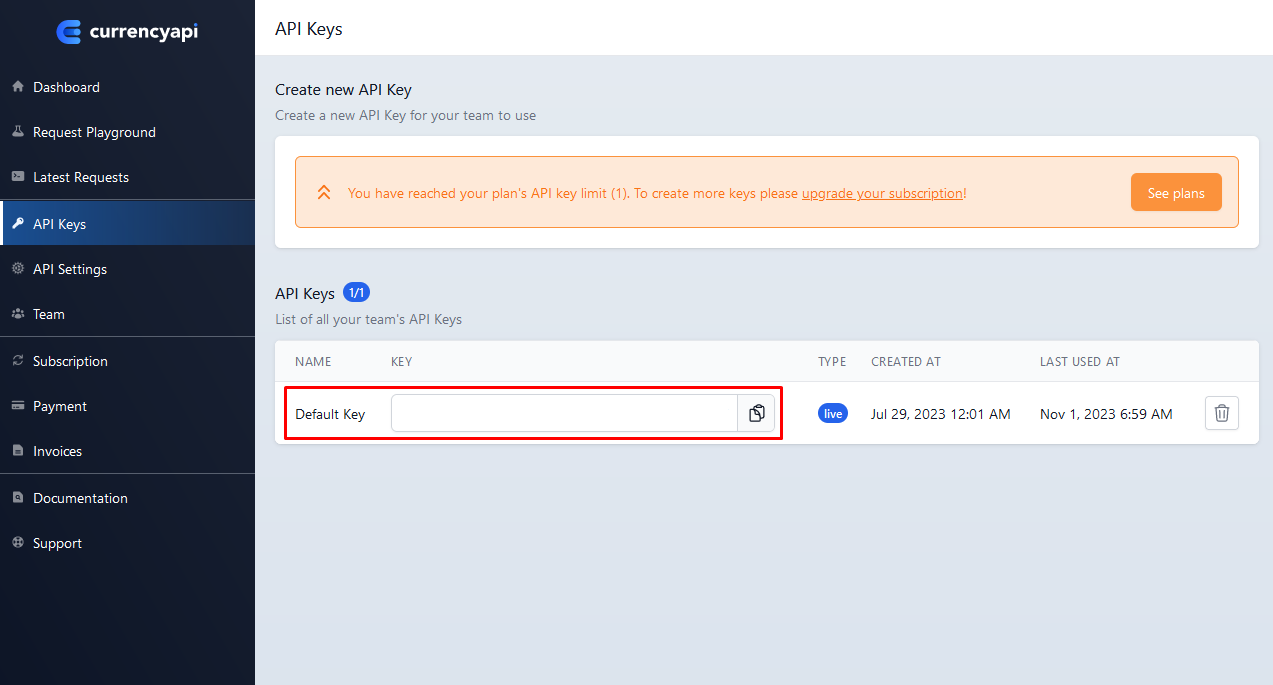 currencyapi
Dashboard
Request Playground
Latest Requests
API Keys
API Settings
Team
Subscription
Payment
Invoices
Documentation
Support
API Keys
Create new API Key
Create a new API Key for your team to use
You have reached your plan's API key limit (1). To create more keys please upgrade your subscription!
See plans
API Keys 1/1
List of all your team's API Keys
NAME KEY TYPE CREATED AT LAST USED AT
Default Key live Jul 29, 2023 12:01 AM Nov 1, 2023 6:59 AM